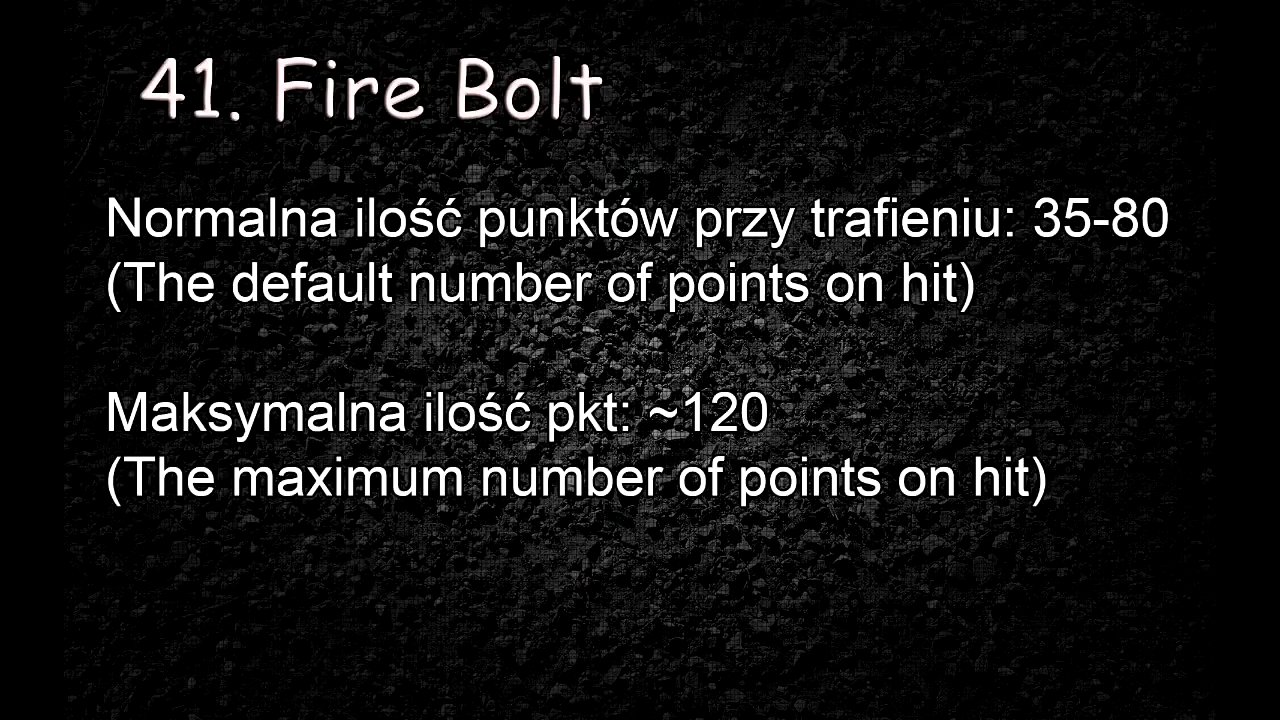 41. Fire Bolt
Normalna ilość punktów przy trafieniu: 35-80
(The default number of points on hit)
Maksymalna ilość pkt: ~120
(The maximum number of points on hit)